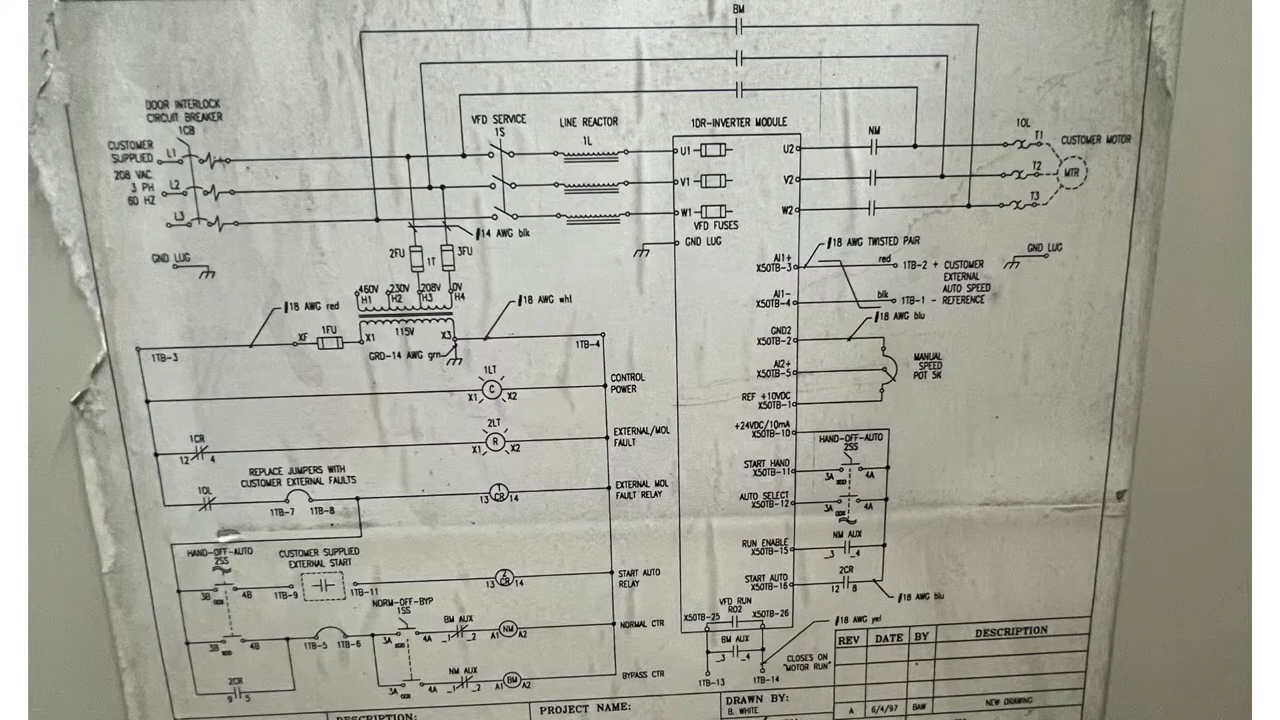 BM
DOOR INTERLOCK
CIRCUIT BREAKER
1CB
CUSTOMER
SUPPLIED
208 VAC
3 PH
60 HZ
L1
L2
L3
GND LUG
VFD SERVICE
1S
LINE REACTOR
1L
1DR-INVERTER MODULE
U1
V1
W1
VFD FUSES
GND LUG
U2
V2
W2
NM
1OL
T1
T2
T3
CUSTOMER MOTOR
MTR
GND LUG
#14 AWG blk
2FU
1T
3FU
460V
230V
208V
0V
H1
H2
H3
H4
#18 AWG red
#18 AWG wht
XF
1FU
X1
115V
X3
GRD-14 AWG grn
1TB-3
1TB-4
1LT
C
X1
X2
CONTROL
POWER
2LT
R
X1
X2
EXTERNAL/MOL
FAULT
1CR
12
4
REPLACE JUMPERS WITH
CUSTOMER EXTERNAL FAULTS
1OL
1TB-7
1TB-8
1
CR
13
14
EXTERNAL MOL
FAULT RELAY
HAND-OFF-AUTO
2SS
3B
4B
CUSTOMER SUPPLIED
EXTERNAL START
1TB-9
1TB-11
2
CR
13
14
START AUTO
RELAY
NORM-OFF-BYP
1SS
3B
4B
1TB-5
1TB-6
3A
4A
BM AUX
_1
_2
A1
NM
A2
NORMAL CTR
2CR
9
5
3A
4A
NM AUX
_1
_2
A1
BM
A2
BYPASS CTR
AI1+
X50TB-3
#18 AWG TWISTED PAIR
red
1TB-2 + CUSTOMER
EXTERNAL
AUTO SPEED
AI1-
X50TB-4
blk
1TB-1 - REFERENCE
#18 AWG blu
GND2
X50TB-2
AI2+
X50TB-5
MANUAL
SPEED
POT 5K
REF +10VDC
X50TB-1
+24VDC/10mA
X50TB-10
HAND-OFF-AUTO
2SS
START HAND
X50TB-11
3A
4A
AUTO SELECT
X50TB-12
3A
4A
RUN ENABLE
X50TB-15
NM AUX
_3
_4
START AUTO
X50TB-16
2CR
12
8
#18 AWG blu
VFD RUN
RO2
X50TB-25
X50TB-26
#18 AWG yel
BM AUX
_3
_4
CLOSES ON
"MOTOR RUN"
1TB-13
1TB-14
REV
DATE
BY
DESCRIPTION
A
6/4/97
BAW
NEW DRAWING
DESCRIPTION:
PROJECT NAME:
DRAWN BY:
B. WHITE